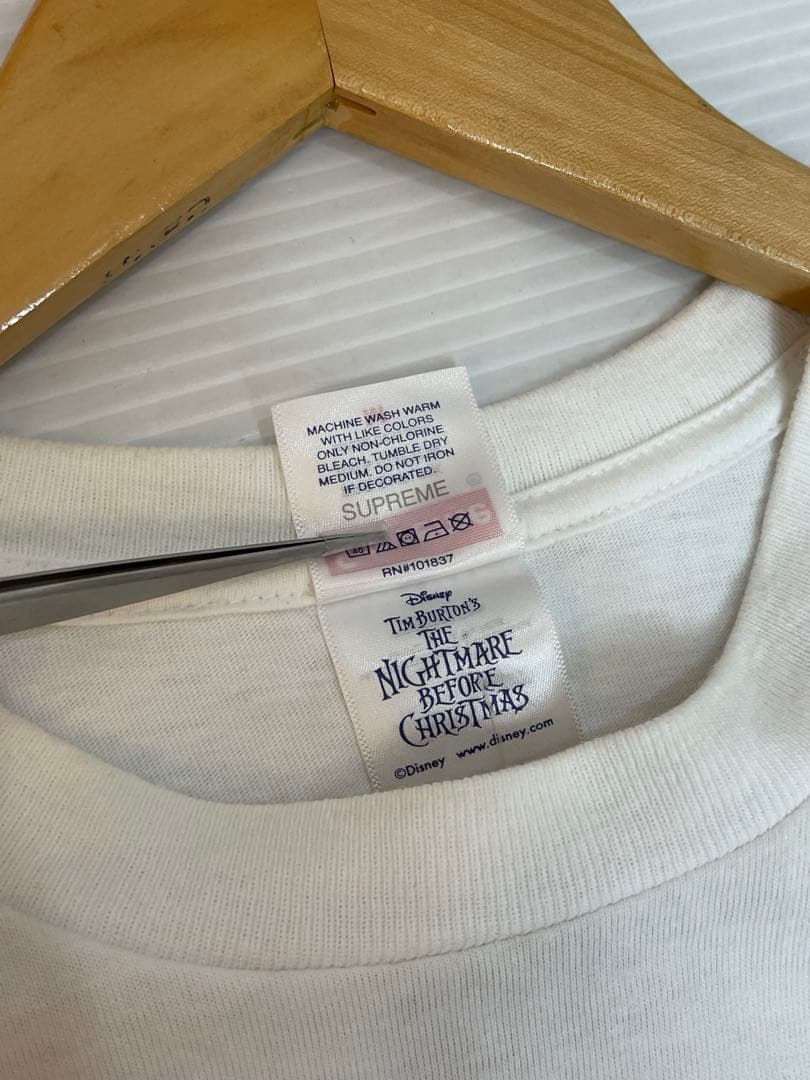 MACHINE WASH WARM
WITH LIKE COLORS
ONLY NON-CHLORINE
BLEACH. TUMBLE DRY
MEDIUM. DO NOT IRON
IF DECORATED.
SUPREME
40
RN#101837
Disney
TIM BURTON'S
THE
NIGHTMARE
BEFORE
CHRISTMAS
©Disney www.disney.com